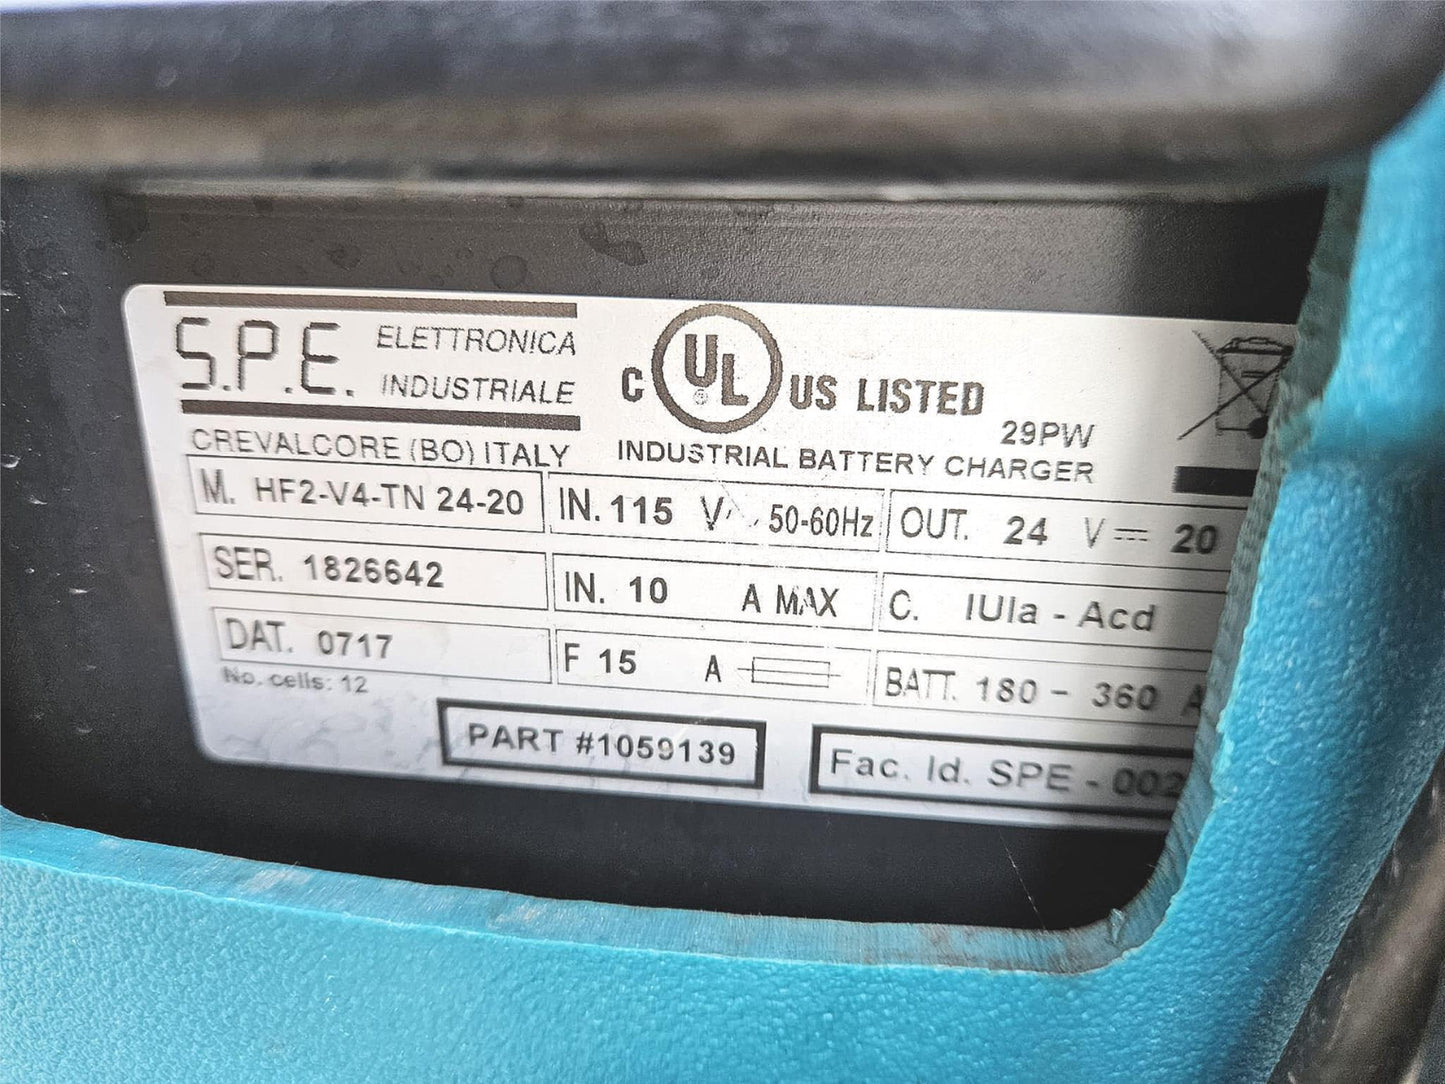 S.P.E. ELETTRONICA
INDUSTRIALE
CREVALCORE (BO) ITALY
C UL ® US LISTED
29PW
INDUSTRIAL BATTERY CHARGER
M. HF2-V4-TN 24-20
IN. 115 V~ 50-60Hz
OUT. 24 V⎓ 20
SER. 1826642
IN. 10 A MAX
C. IUIa - Acd
DAT. 0717
F 15 A
BATT. 180 - 360 A
No. cells: 12
PART #1059139
Fac. Id. SPE - 002